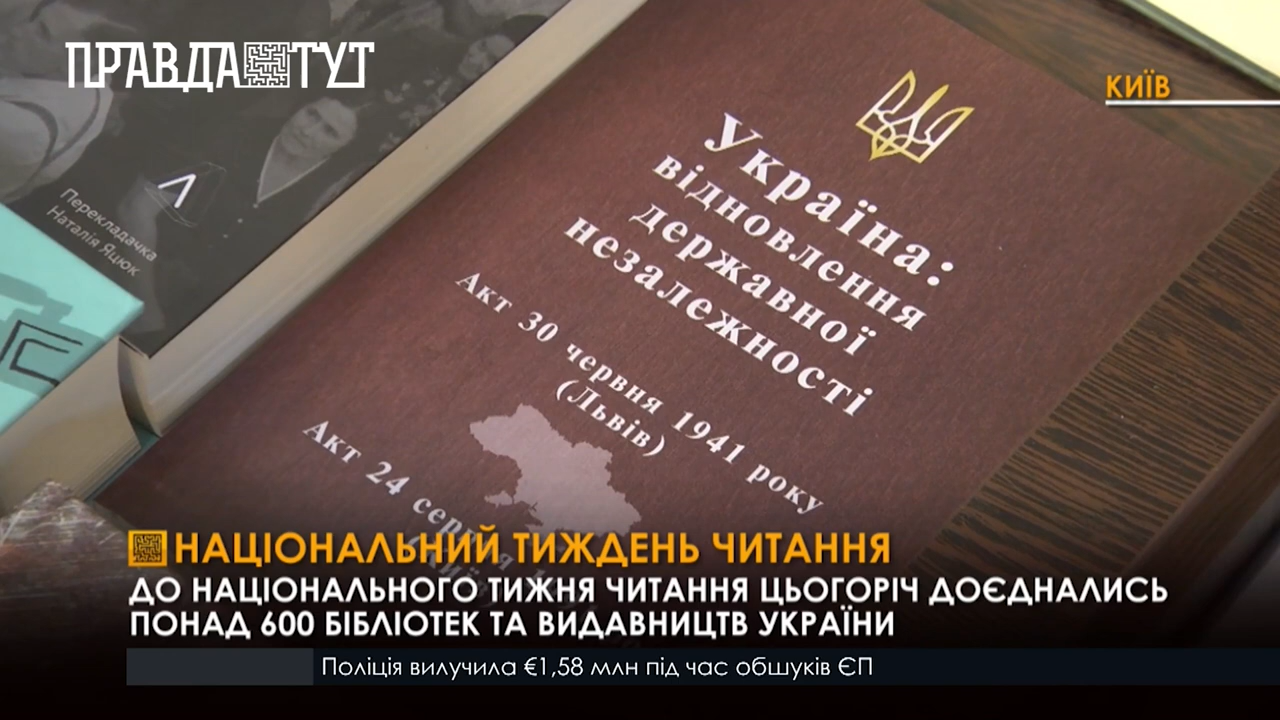 ПРАВДА ТУТ
КИЇВ
Перекладачка
Наталія Яцюк
Україна:
відновлення
державної
незалежності
Акт 30 червня 1941 року
(Львів)
Акт 24
НАЦІОНАЛЬНИЙ ТИЖДЕНЬ ЧИТАННЯ
ДО НАЦІОНАЛЬНОГО ТИЖНЯ ЧИТАННЯ ЦЬОГОРІЧ ДОЄДНАЛИСЬ
ПОНАД 600 БІБЛІОТЕК ТА ВИДАВНИЦТВ УКРАЇНИ
Поліція вилучила €1,58 млн під час обшуків ЄП